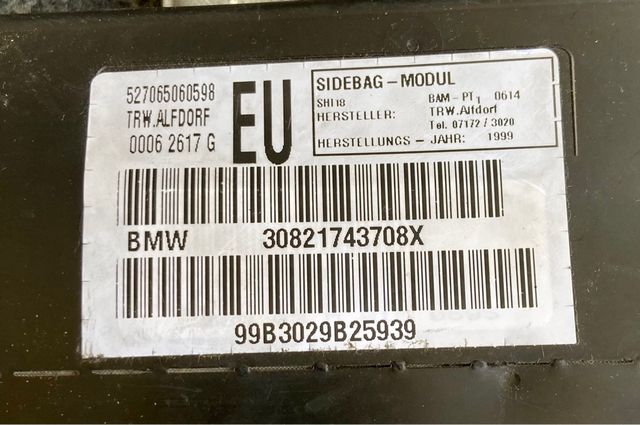 527065060598
TRW.ALFDORF
0006 2617 G
EU
SIDEBAG - MODUL
SHI18 BAM - PT1 0614
HERSTELLER: TRW.Alfdorf
Tel. 07172 / 3020
HERSTELLUNGS - JAHR: 1999
BMW 30821743708X
99B3029B25939